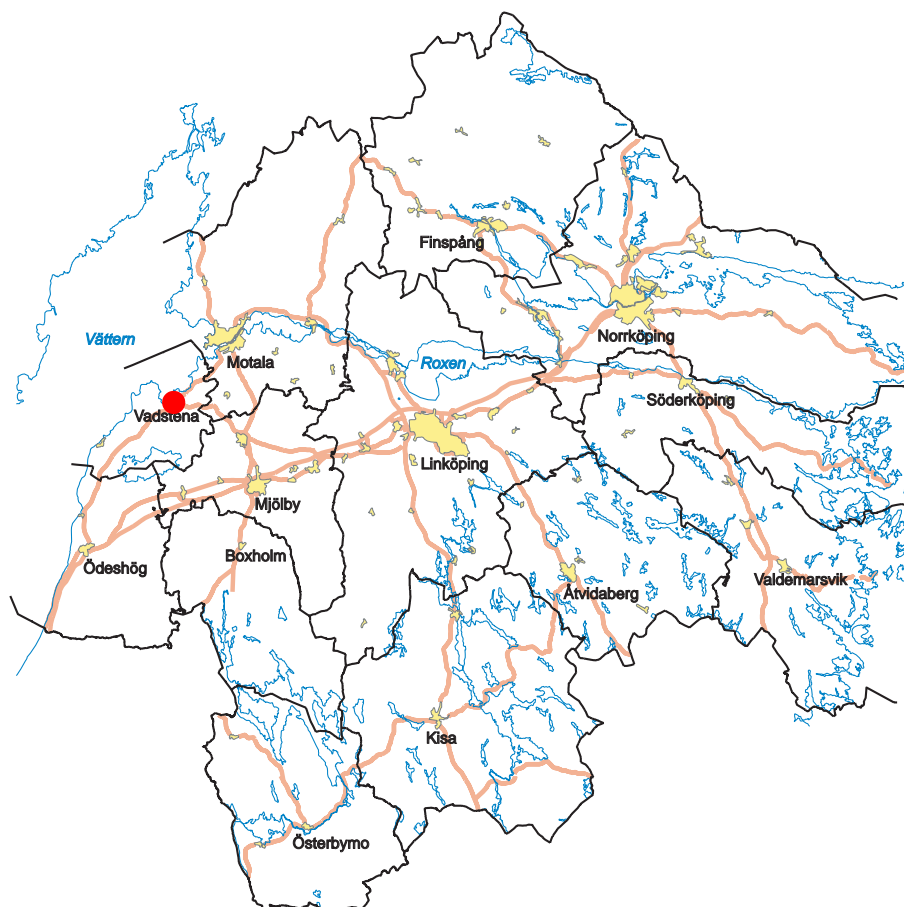 Finspång
Norrköping
Vättern
Motala
Roxen
Söderköping
Vadstena
Linköping
Mjölby
Boxholm
Ödeshög
Åtvidaberg
Valdemarsvik
Kisa
Österbymo